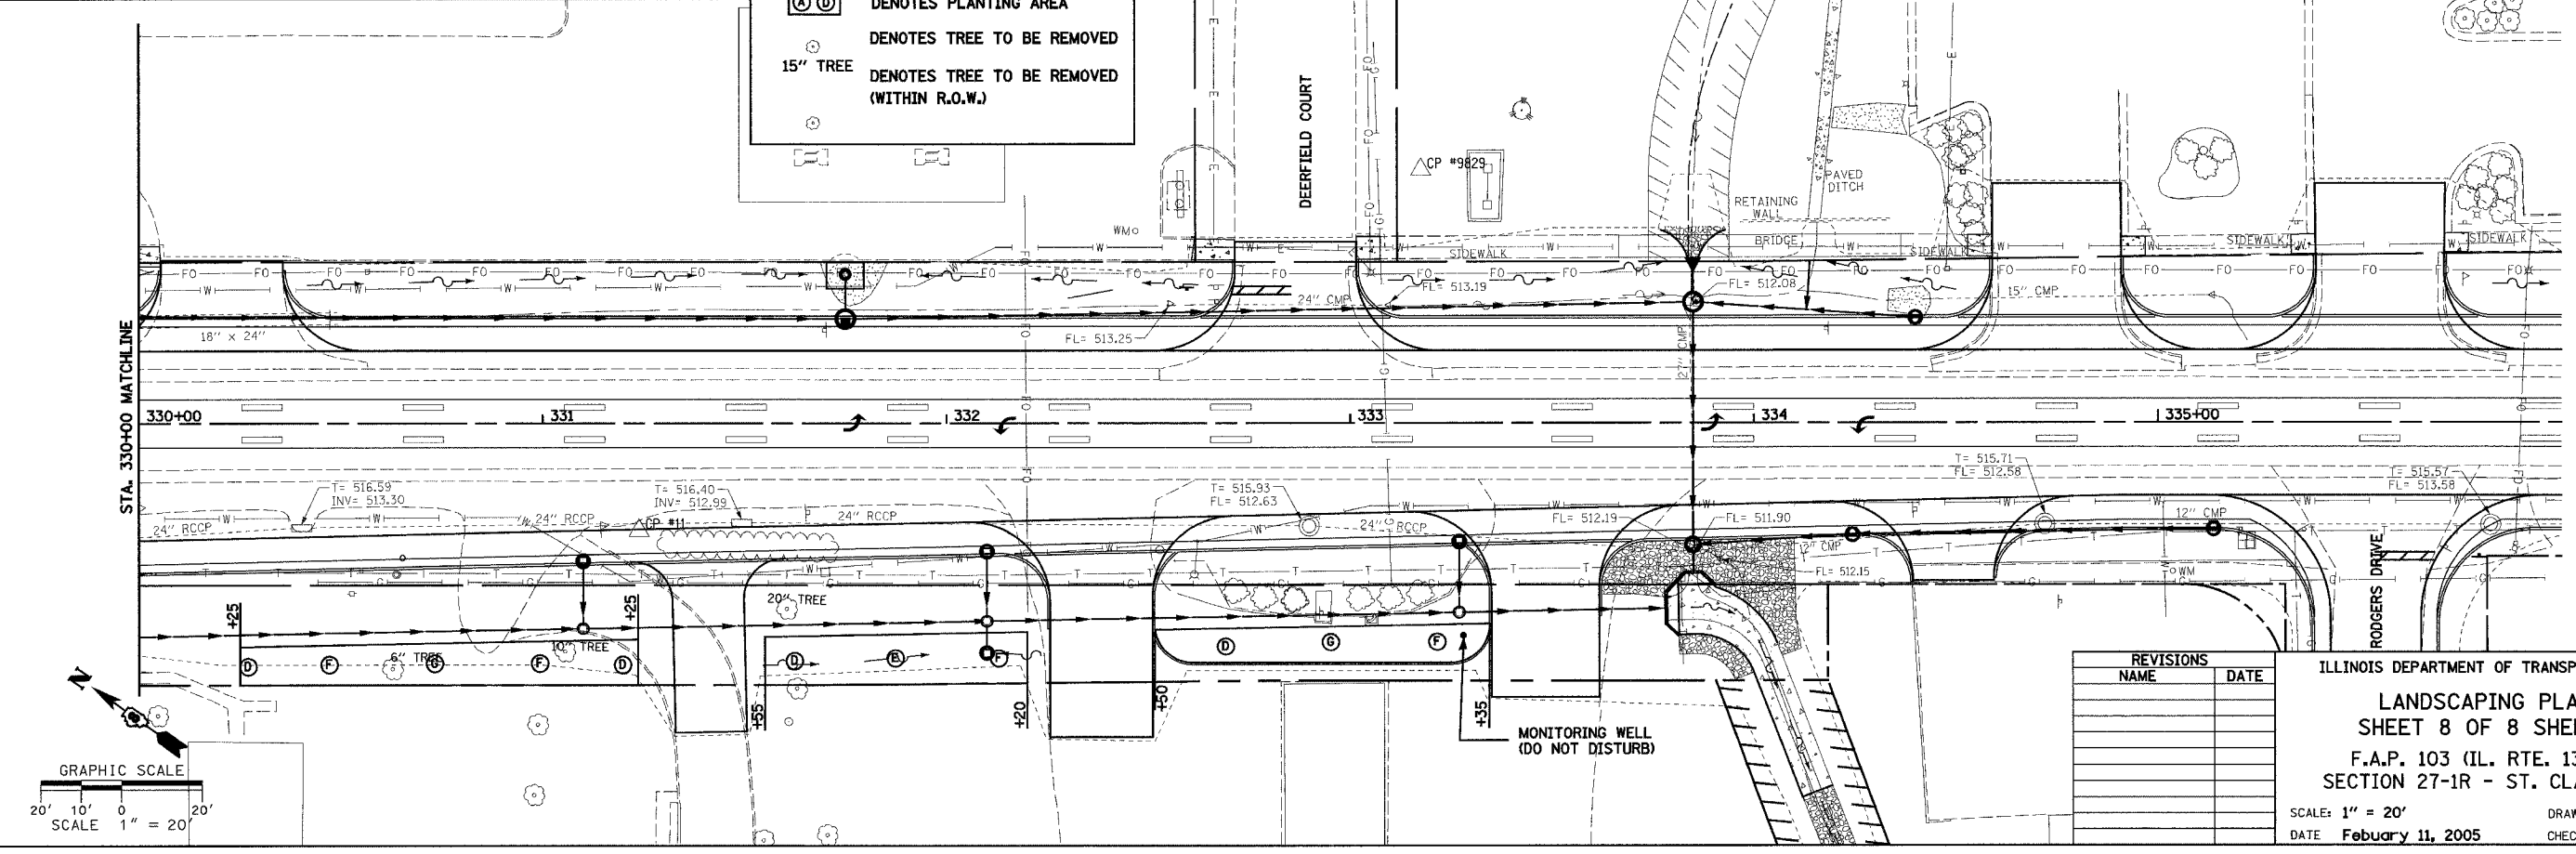 A D
DENOTES PLANTING AREA
DENOTES TREE TO BE REMOVED
15" TREE
DENOTES TREE TO BE REMOVED
(WITHIN R.O.W.)
DEERFIELD COURT
CP #9829
PAVED
DITCH
RETAINING
WALL
BRIDGE
SIDEWALK
SIDEWALK
SIDEWALK
SIDEWALK
WM
FL= 513.19
FL= 512.08
24" CMP
15" CMP
18" x 24"
FL= 513.25
27" CMP
STA. 330+00 MATCHLINE
330+00
331
332
333
334
335+00
T= 516.59
INV= 513.30
T= 516.40
INV= 512.99
T= 515.93
FL= 512.63
T= 515.71
FL= 512.58
T= 515.57
FL= 513.58
24" RCCP
24" RCCP
CP #11
24" RCCP
24" RCCP
FL= 512.19
FL= 511.90
12" CMP
12" CMP
FL= 512.15
WM
RODGERS DRIVE
+25
+25
20" TREE
10" TREE
6" TREE
D F G F D
D B F
D G F
+55
+20
+50
+35
MONITORING WELL
(DO NOT DISTURB)
N
GRAPHIC SCALE
20' 10' 0 20'
SCALE 1" = 20'
REVISIONS
NAME DATE
ILLINOIS DEPARTMENT OF TRANSP
LANDSCAPING PLA
SHEET 8 OF 8 SHE
F.A.P. 103 (IL. RTE. 13
SECTION 27-1R - ST. CLA
SCALE: 1" = 20'
DRAW
DATE Febuary 11, 2005
CHEC